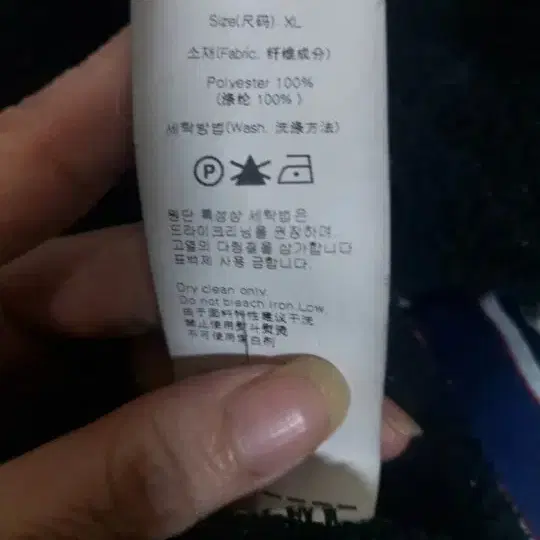 Size(尺码) XL
소재(Fabric. 纤维成分)
Polyester 100%
(涤纶 100% )
세탁방법(Wash. 洗涤方法)
P
원단 특성상 세탁법은
드라이크리닝을 권장하며,
고열의 다림질을 삼가합니다
표백제 사용 금합니다.
Dry clean only.
Do not bleach Iron.Low.
由于面料特性建议干洗
禁止使用熨斗熨烫
不可使用蛋白剂